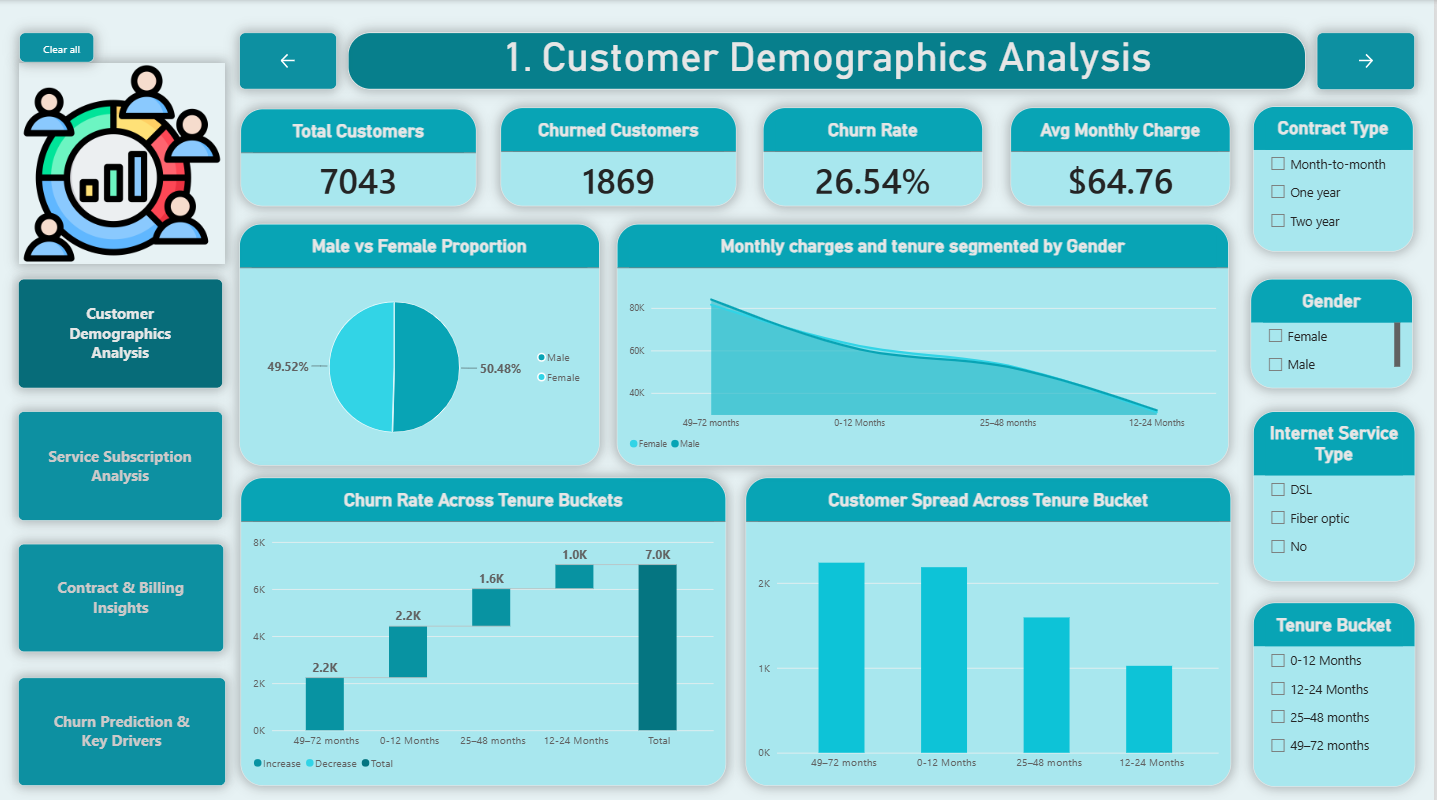 Clear all
←
1. Customer Demographics Analysis
→
Total Customers
7043
Churned Customers
1869
Churn Rate
26.54%
Avg Monthly Charge
$64.76
Contract Type
Month-to-month
One year
Two year
Customer
Demographics
Analysis
Service Subscription
Analysis
Contract & Billing
Insights
Churn Prediction &
Key Drivers
Male vs Female Proportion
49.52%
50.48%
Male
Female
Monthly charges and tenure segmented by Gender
80K
60K
40K
49–72 months
0-12 Months
25–48 months
12-24 Months
Female
Male
Gender
Female
Male
Internet Service
Type
DSL
Fiber optic
No
Churn Rate Across Tenure Buckets
8K
6K
4K
2K
0K
2.2K
2.2K
1.6K
1.0K
7.0K
49–72 months
0-12 Months
25–48 months
12-24 Months
Total
Increase
Decrease
Total
Customer Spread Across Tenure Bucket
2K
1K
0K
49–72 months
0-12 Months
25–48 months
12-24 Months
Tenure Bucket
0-12 Months
12-24 Months
25–48 months
49–72 months